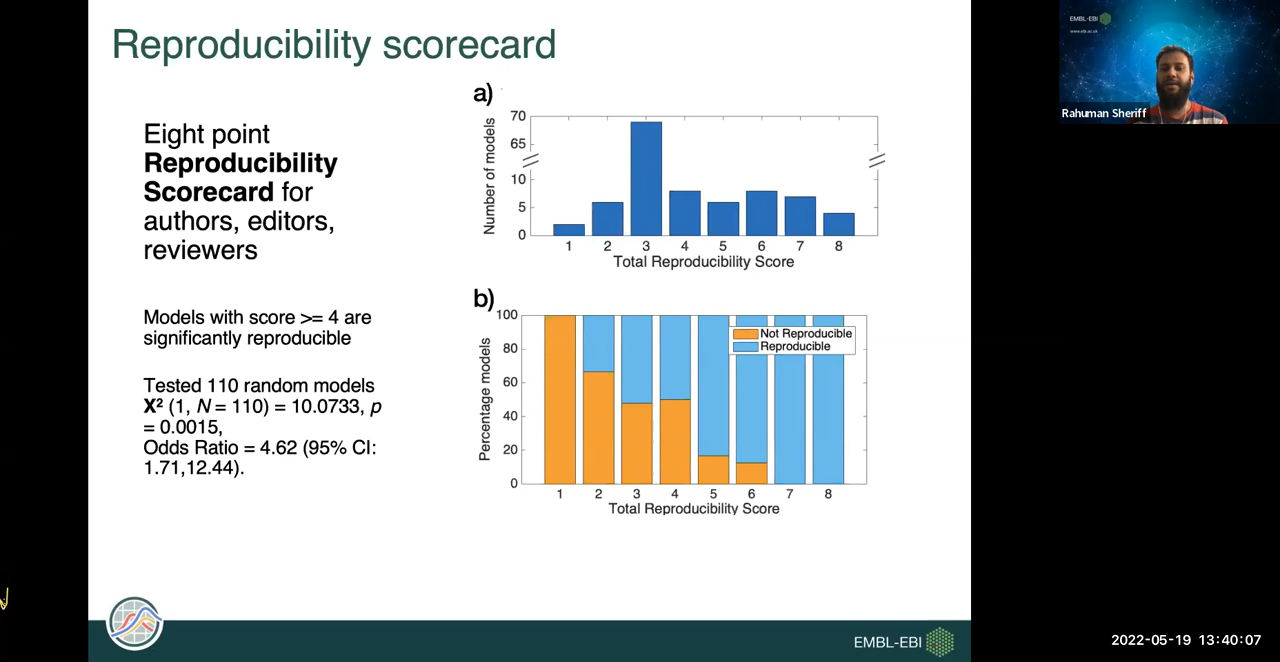 Reproducibility scorecard
Eight point
Reproducibility
Scorecard for
authors, editors,
reviewers
Models with score >= 4 are
significantly reproducible
Tested 110 random models
X² (1, N = 110) = 10.0733, p
= 0.0015,
Odds Ratio = 4.62 (95% CI:
1.71,12.44).
a)
Number of models
70
65
10
5
0
1 2 3 4 5 6 7 8
Total Reproducibility Score
b)
Percentage models
100
80
60
40
20
0
Not Reproducible
Reproducible
1 2 3 4 5 6 7 8
Total Reproducibility Score
EMBL-EBI
EMBL-EBI
www.ebi.ac.uk
Rahuman Sheriff
2022-05-19 13:40:07